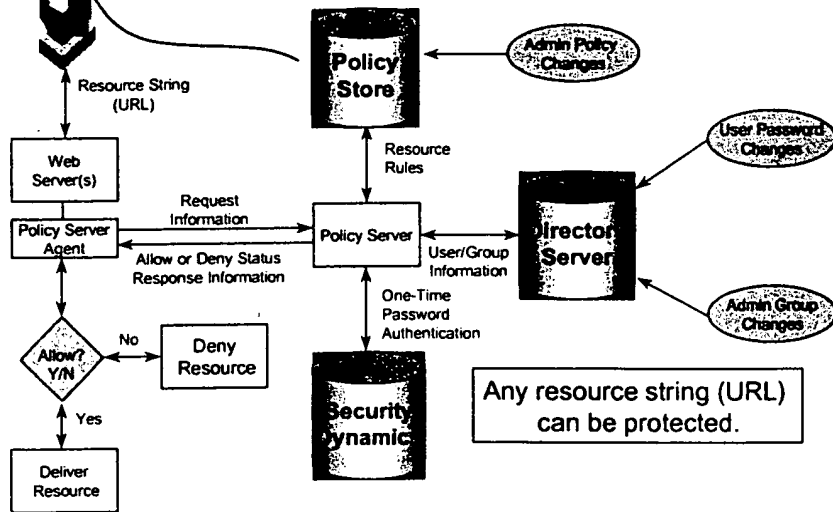 Policy
Store
Admin Policy
Changes
Resource String
(URL)
Web
Server(s)
Resource
Rules
User Password
Changes
Request
Information
Policy Server
Agent
Policy Server
Allow or Deny Status
Response Information
User/Group
Information
Director
Server
One-Time
Password
Authentication
Admin Group
Changes
Allow?
Y/N
No
Deny
Resource
Yes
Security
Dynamic
Any resource string (URL)
can be protected.
Deliver
Resource